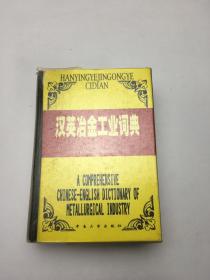 HANYINGYEJINGONGYE
CIDIAN
汉英冶金工业词典
A COMPREHENSIVE
CHINESE-ENGLISH DICTIONARY OF
METALLURGICAL INDUSTRY